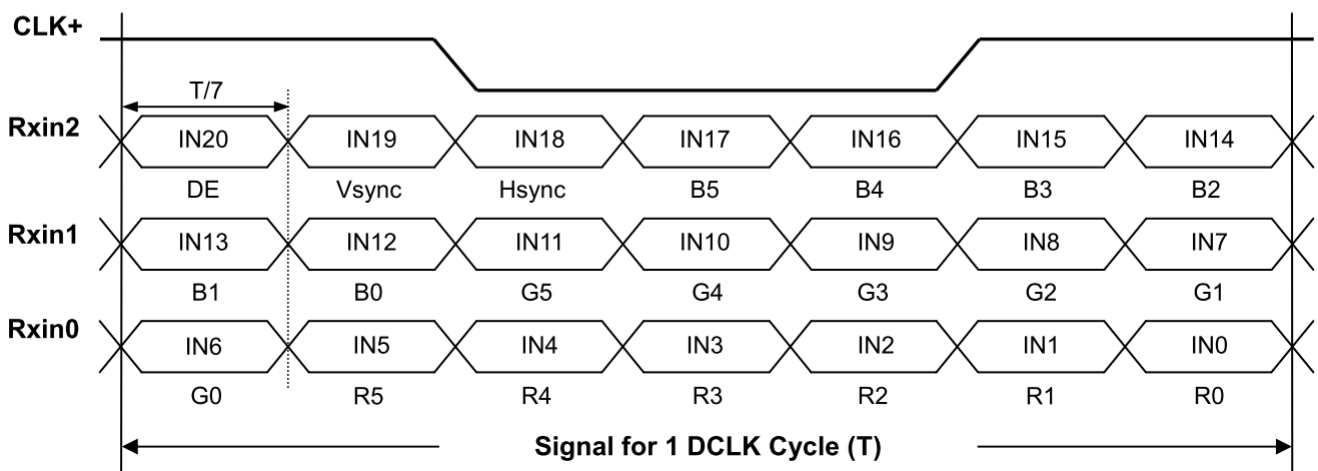 CLK+
T/7
Rxin2 IN20 IN19 IN18 IN17 IN16 IN15 IN14
DE Vsync Hsync B5 B4 B3 B2
Rxin1 IN13 IN12 IN11 IN10 IN9 IN8 IN7
B1 B0 G5 G4 G3 G2 G1
Rxin0 IN6 IN5 IN4 IN3 IN2 IN1 IN0
G0 R5 R4 R3 R2 R1 R0
Signal for 1 DCLK Cycle (T)